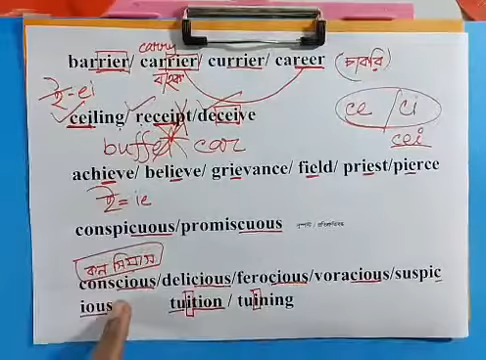 carry
barrier/ carrier/ currier/ career (চাকরি)
বাহক
ই=ei
ceiling/ receipt/ deceive
ce / ci
cei
buffet car
achieve/ believe/ grievance/ field/ priest/pierce
ই=ie
conspicuous/promiscuous
কন সিয়াস
conscious/delicious/ferocious/voracious/suspic
ious
tuition / tuining